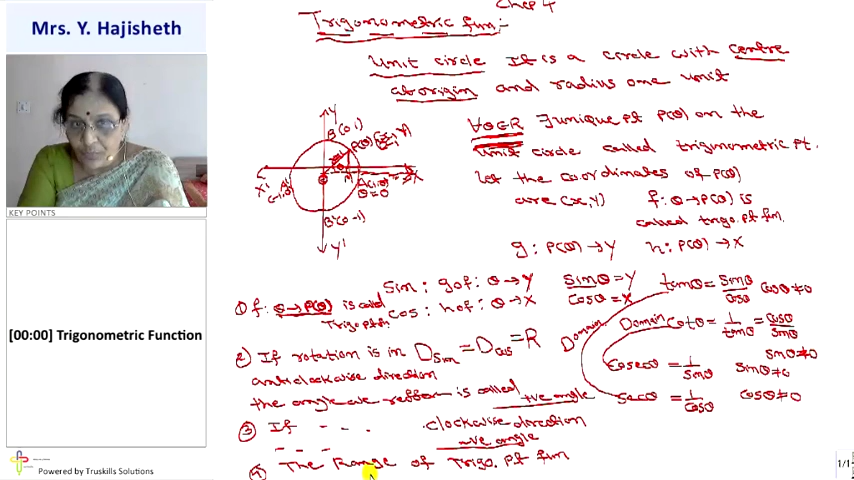 Mrs. Y. Hajisheth
KEY POINTS
[00:00] Trigonometric Function
Powered by Truskills Solutions
1/1
Chap 4
Trigonometric fun:-
Unit circle It is a circle with centre
at origin and radius one unit
∀θ∈R ∃ unique pt P(θ) on the
unit circle called trigonometric pt.
let the coordinates of P(θ)
are (x,y) f: θ→P(θ) is
called trigo. pt fun.
g: P(θ)→Y h: P(θ)→X
Y
B(0,1)
P(θ)
X'
A'
(-1,0)
M
A(1,0)
θ=0
X
B'(0-1)
Y'
Sin: gof: θ→Y Sinθ=Y tanθ=Sinθ/Cosθ Cosθ≠0
① f: θ→P(θ) is called Trigo pt fun Cos: hof: θ→X Cosθ=X
Domain Domain Cotθ=1/tanθ=Cosθ/Sinθ
Sinθ≠0
② If rotation is in DSin=DCos=R
anticlockwise direction Cosecθ=1/Sinθ Sinθ≠0
the angle is called +ve angle Secθ=1/Cosθ Cosθ≠0
③ If - - - . clockwise direction
- - - -ve angle
④ The Range of Trigo. Pt fun